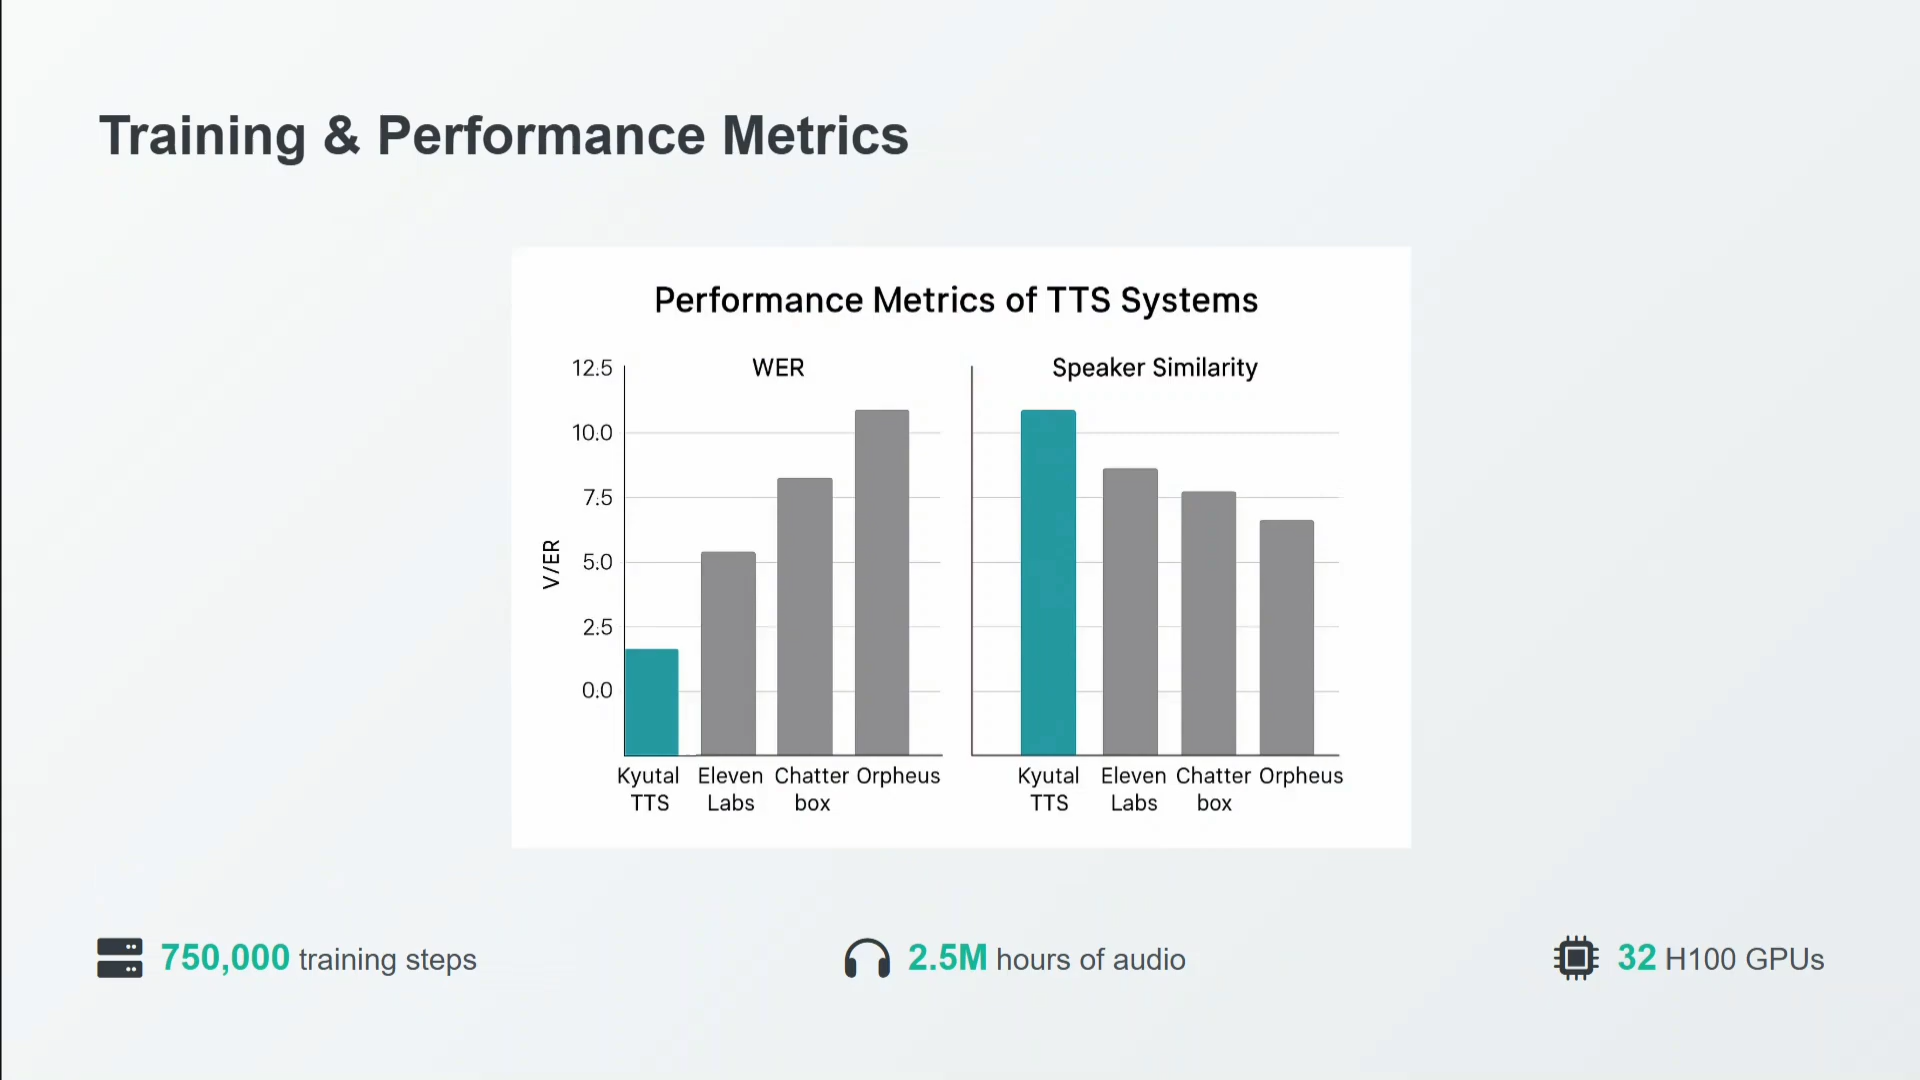 Training & Performance Metrics
Performance Metrics of TTS Systems
WER
Speaker Similarity
12.5
10.0
7.5
5.0
2.5
0.0
V/ER
Kyutal Eleven Chatter Orpheus
TTS Labs box
Kyutal Eleven Chatter Orpheus
TTS Labs box
750,000 training steps
2.5M hours of audio
32 H100 GPUs